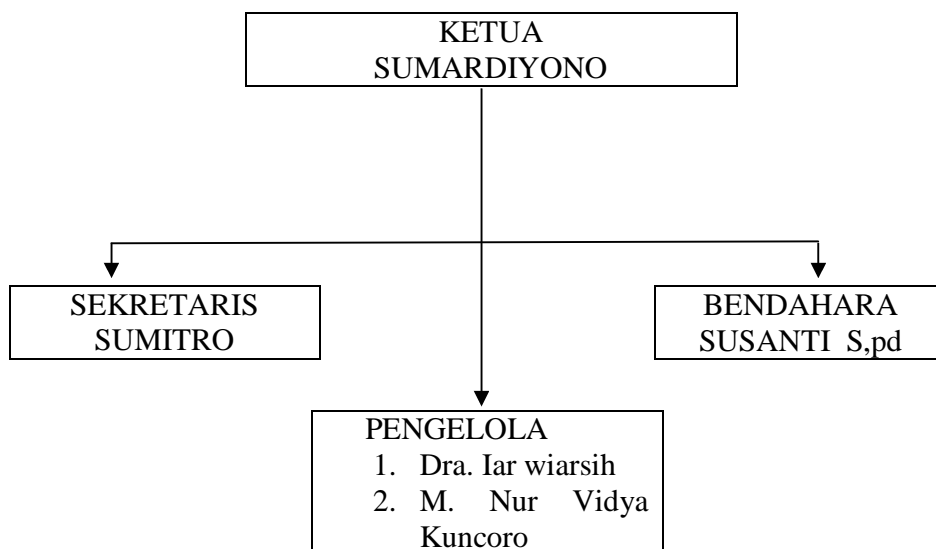 KETUA
SUMARDIYONO
SEKRETARIS
SUMITRO
BENDAHARA
SUSANTI S,pd
PENGELOLA
1. Dra. Iar wiarsih
2. M. Nur Vidya
Kuncoro